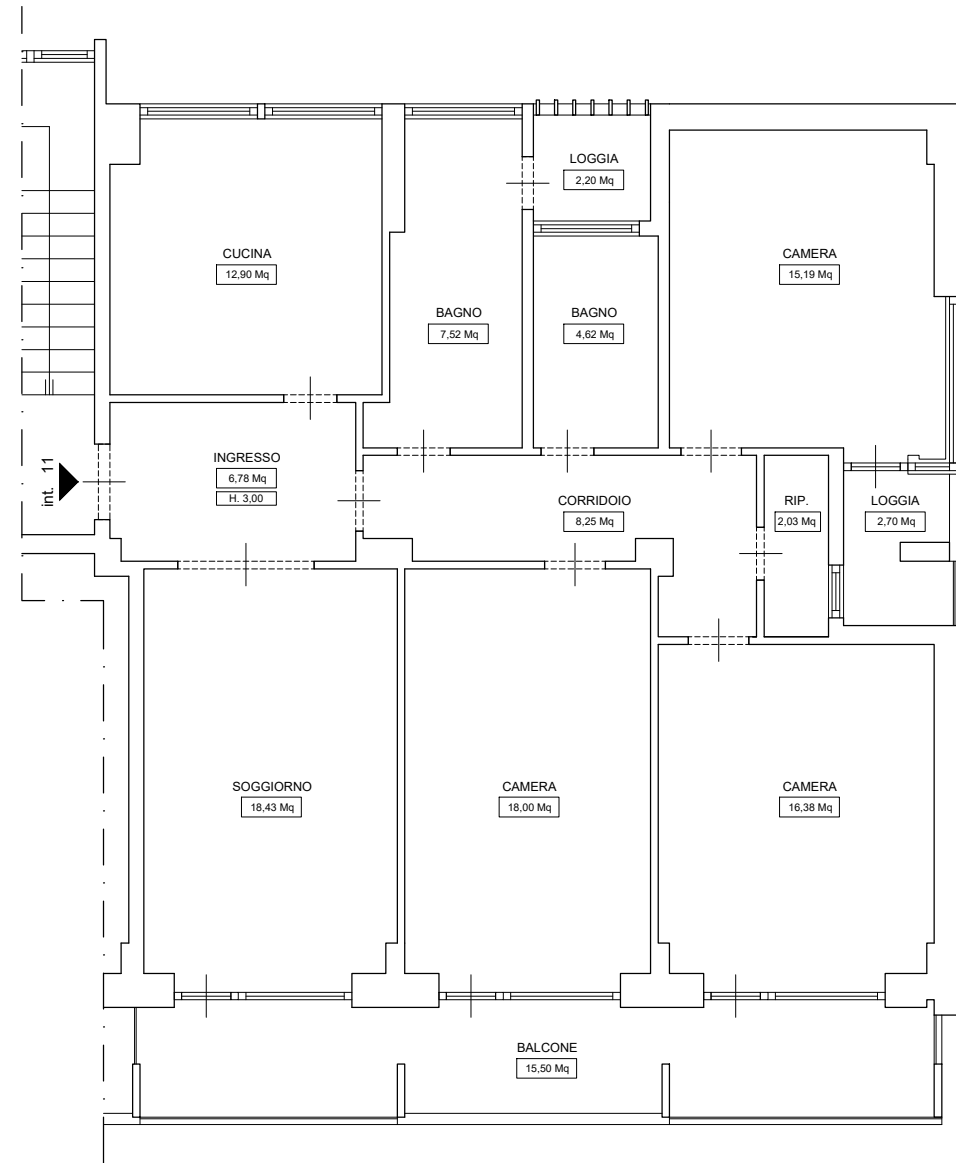 LOGGIA
2,20 Mq
CUCINA
12,90 Mq
CAMERA
15,19 Mq
BAGNO
7,52 Mq
BAGNO
4,62 Mq
int. 11
INGRESSO
6,78 Mq
H. 3,00
CORRIDOIO
8,25 Mq
RIP.
2,03 Mq
LOGGIA
2,70 Mq
SOGGIORNO
18,43 Mq
CAMERA
18,00 Mq
CAMERA
16,38 Mq
BALCONE
15,50 Mq